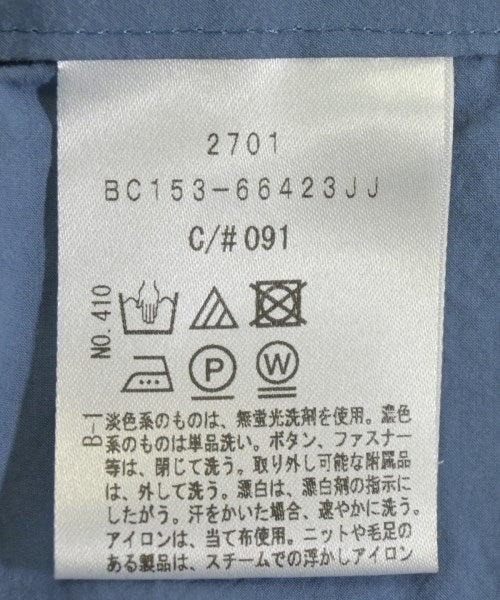 2701
BC153-66423JJ
C/#091
NO.410
P
W
B-1
淡色系のものは、無蛍光洗剤を使用。濃色
系のものは単品洗い。ボタン、ファスナー
等は、閉じて洗う。取り外し可能な附属品
は、外して洗う。漂白は、漂白剤の指示に
したがう。汗をかいた場合、速やかに洗う。
アイロンは、当て布使用。ニットや毛足の
ある製品は、スチームでの浮かしアイロン